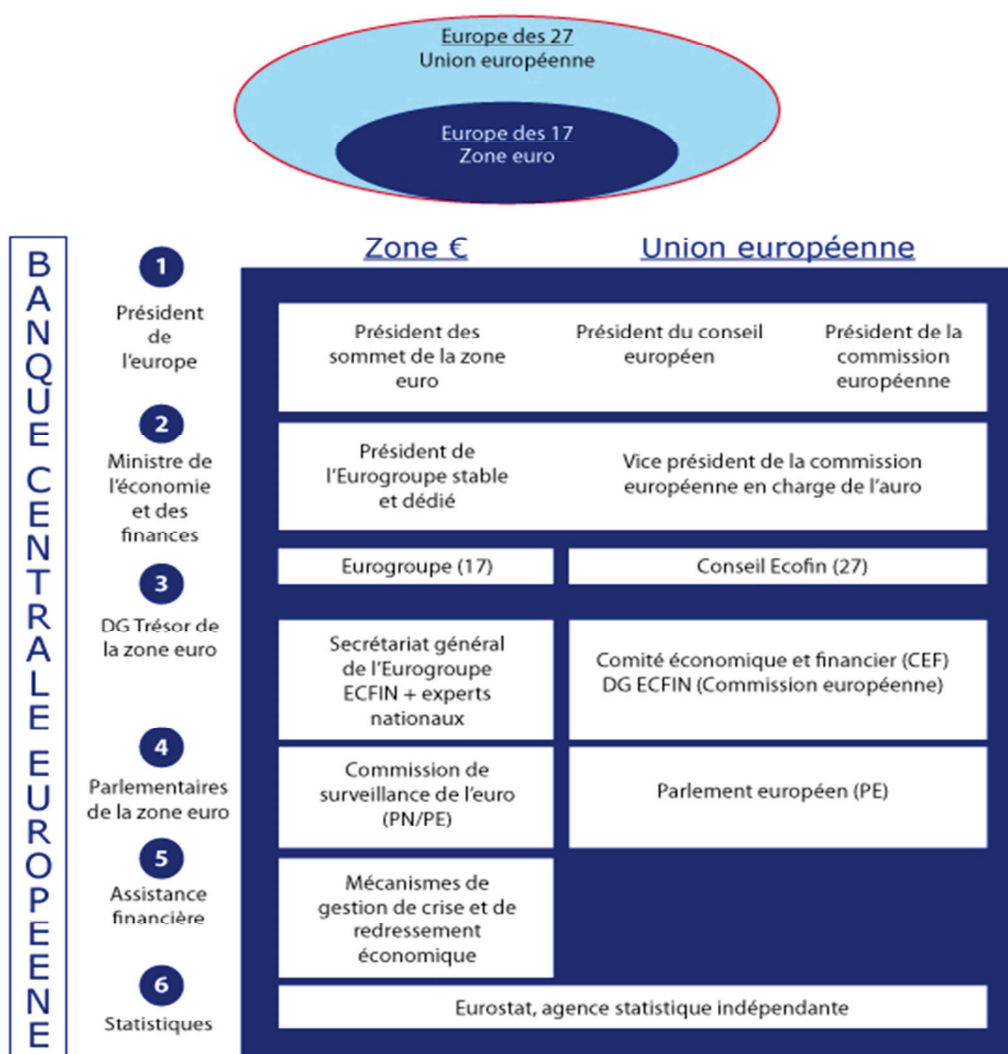 Europe des 27
Union européenne
Europe des 17
Zone euro
BANQUE CENTRALE EUROPEENE
Zone €
Union européenne
1
Président
de
l'europe
Président des
sommet de la zone
euro
Président du conseil
européen
Président de la
commission
européenne
2
Ministre de
l'économie
et des
finances
Président de
l'Eurogroupe stable
et dédié
Vice président de la commission
européenne en charge de l'auro
Eurogroupe (17)
Conseil Ecofin (27)
3
DG Trésor de
la zone euro
Secrétariat général
de l'Eurogroupe
ECFIN + experts
nationaux
Comité économique et financier (CEF)
DG ECFIN (Commission européenne)
4
Parlementaires
de la zone euro
Commission de
surveillance de l'euro
(PN/PE)
Parlement européen (PE)
5
Assistance
financière
Mécanismes de
gestion de crise et de
redressement
économique
6
Statistiques
Eurostat, agence statistique indépendante